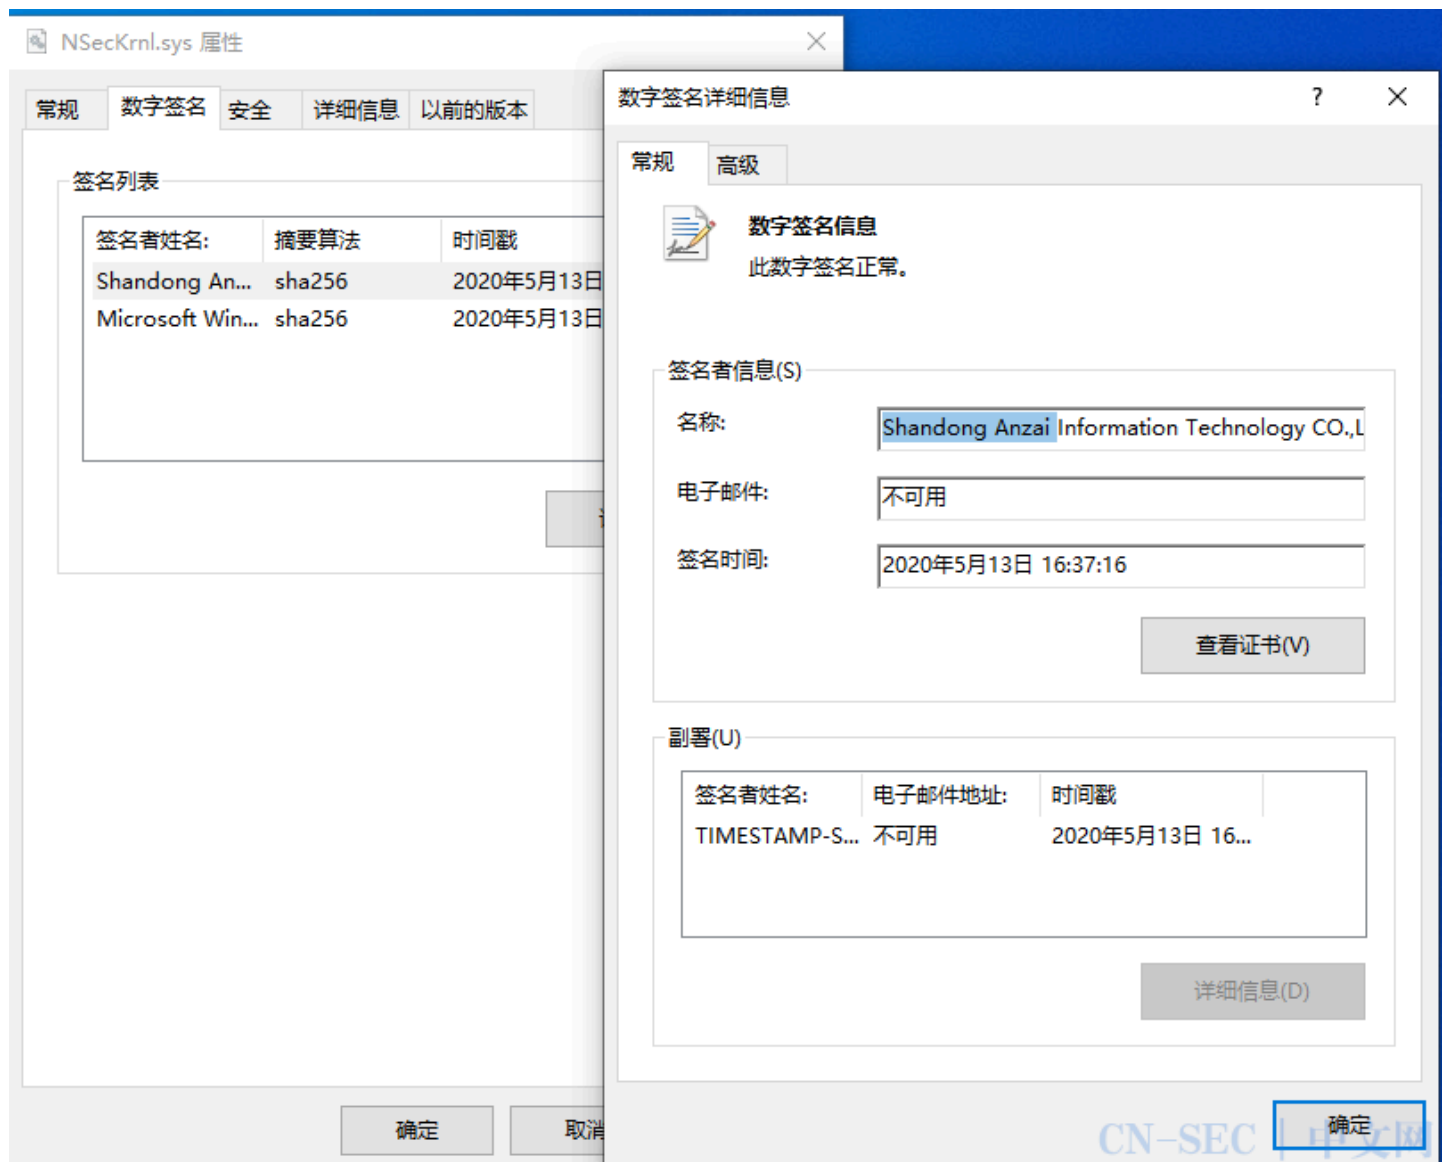 NSecKrnl.sys 属性
常规 数字签名 安全 详细信息 以前的版本
签名列表
签名者姓名: 摘要算法 时间戳
Shandong An... sha256 2020年5月13日
Microsoft Win... sha256 2020年5月13日
确定 取消
数字签名详细信息 ?
常规 高级
数字签名信息
此数字签名正常。
签名者信息(S)
名称: Shandong Anzai Information Technology CO.,L
电子邮件: 不可用
签名时间: 2020年5月13日 16:37:16
查看证书(V)
副署(U)
签名者姓名: 电子邮件地址: 时间戳
TIMESTAMP-S... 不可用 2020年5月13日 16...
详细信息(D)
确定
CN-SEC 中文网